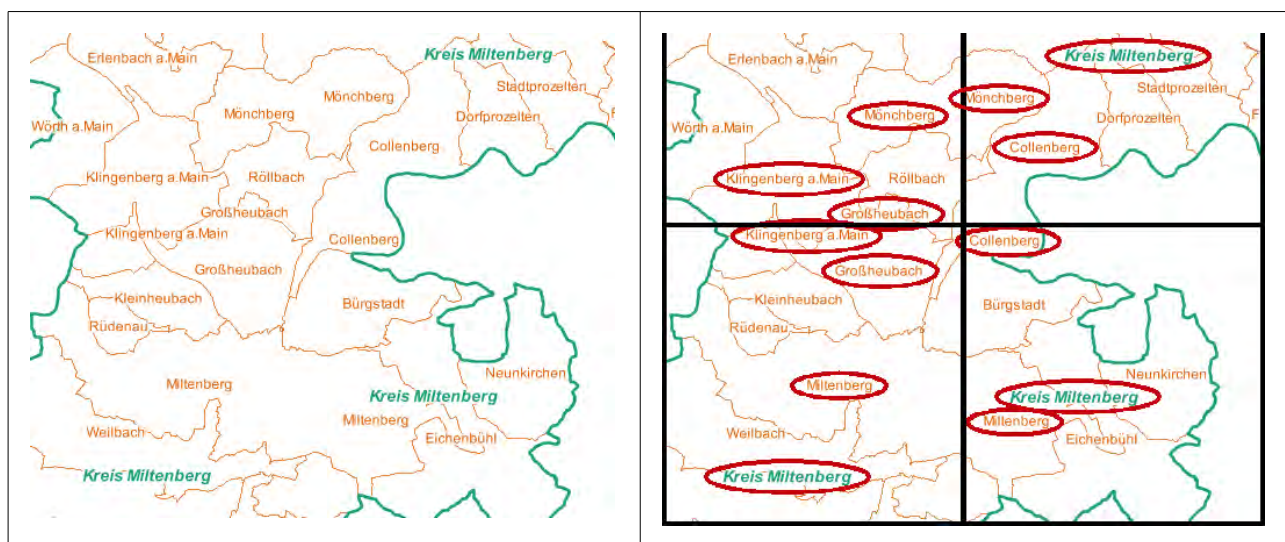 Kreis Miltenberg
Erlenbach a.Main
Stadtprozelten
Mönchberg
Mönchberg
Dorfprozelten
F
Wörth a.Main
Collenberg
Klingenberg a.Main
Röllbach
Großheubach
Klingenberg a.Main
Collenberg
Großheubach
Kleinheubach
Bürgstadt
Rüdenau
Neunkirchen
Miltenberg
Kreis Miltenberg
Miltenberg
Weilbach
Eichenbühl
Kreis Miltenberg
Kreis Miltenberg
Erlenbach a.Main
Stadtprozelten
Mönchberg
Mönchberg
Dorfprozelten
F
Wörth a.Main
Collenberg
Klingenberg a.Main
Röllbach
Großheubach
Klingenberg a.Main
Collenberg
Großheubach
Kleinheubach
Bürgstadt
Rüdenau
Neunkirchen
Miltenberg
Kreis Miltenberg
Miltenberg
Weilbach
Eichenbühl
Kreis Miltenberg